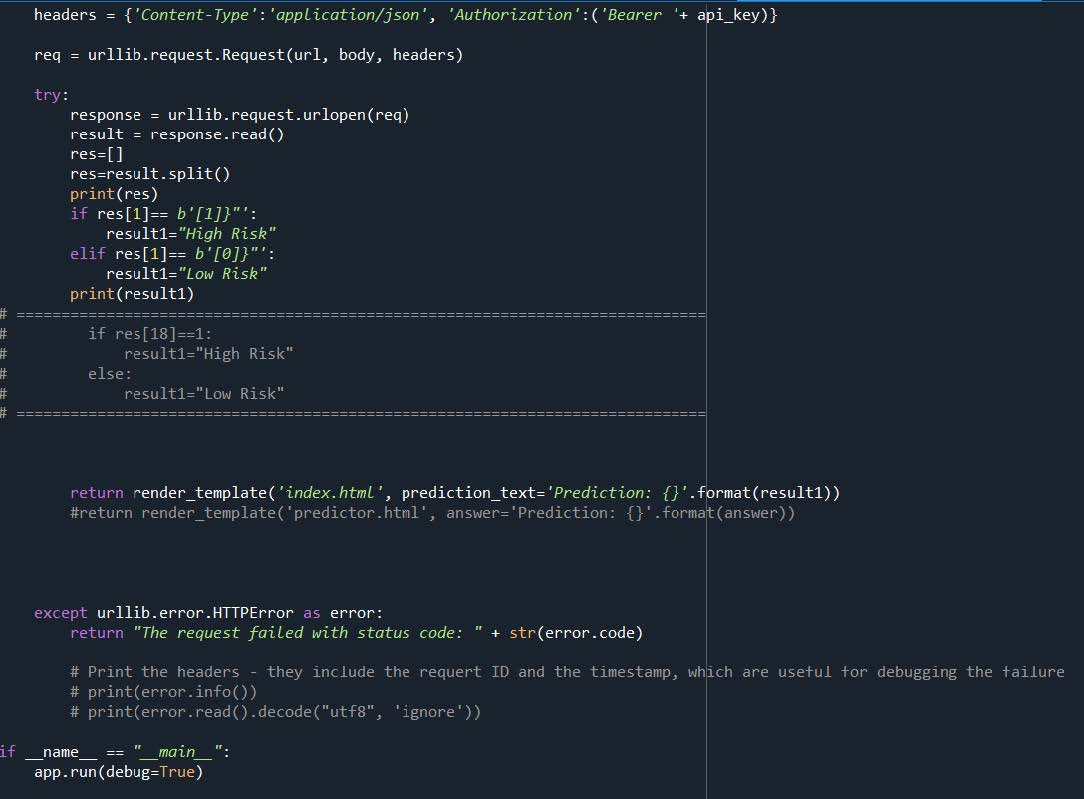 headers = {'Content-Type':'application/json', 'Authorization':('Bearer '+ api_key)}
req = urllib.request.Request(url, body, headers)
try:
response = urllib.request.urlopen(req)
result = response.read()
res=[]
res=result.split()
print(res)
if res[1]== b'[1]}"':
result1="High Risk"
elif res[1]== b'[0]}"':
result1="Low Risk"
print(result1)
# =============================================================================
#         if res[18]==1:
#             result1="High Risk"
#         else:
#             result1="Low Risk"
# =============================================================================
return render_template('index.html', prediction_text='Prediction: {}'.format(result1))
#return render_template('predictor.html', answer='Prediction: {}'.format(answer))
except urllib.error.HTTPError as error:
return "The request failed with status code: " + str(error.code)
# Print the headers - they include the requert ID and the timestamp, which are useful for debugging the failure
# print(error.info())
# print(error.read().decode("utf8", 'ignore'))
if __name__ == "__main__":
app.run(debug=True)